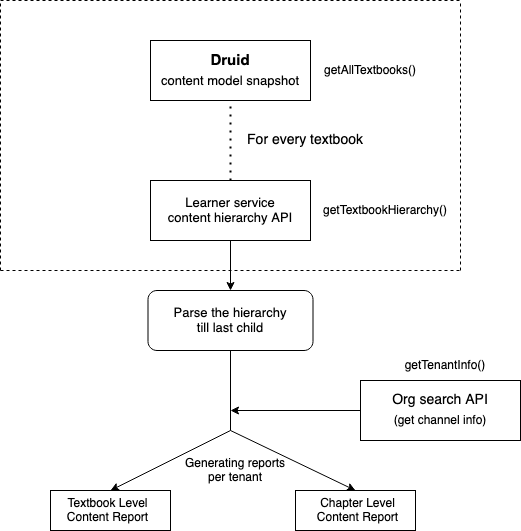 Druid
content model snapshot
getAllTextbooks()
For every textbook
Learner service
content hierarchy API
getTextbookHierarchy()
Parse the hierarchy
till last child
getTenantInfo()
Org search API
(get channel info)
Generating reports
per tenant
Textbook Level
Content Report
Chapter Level
Content Report